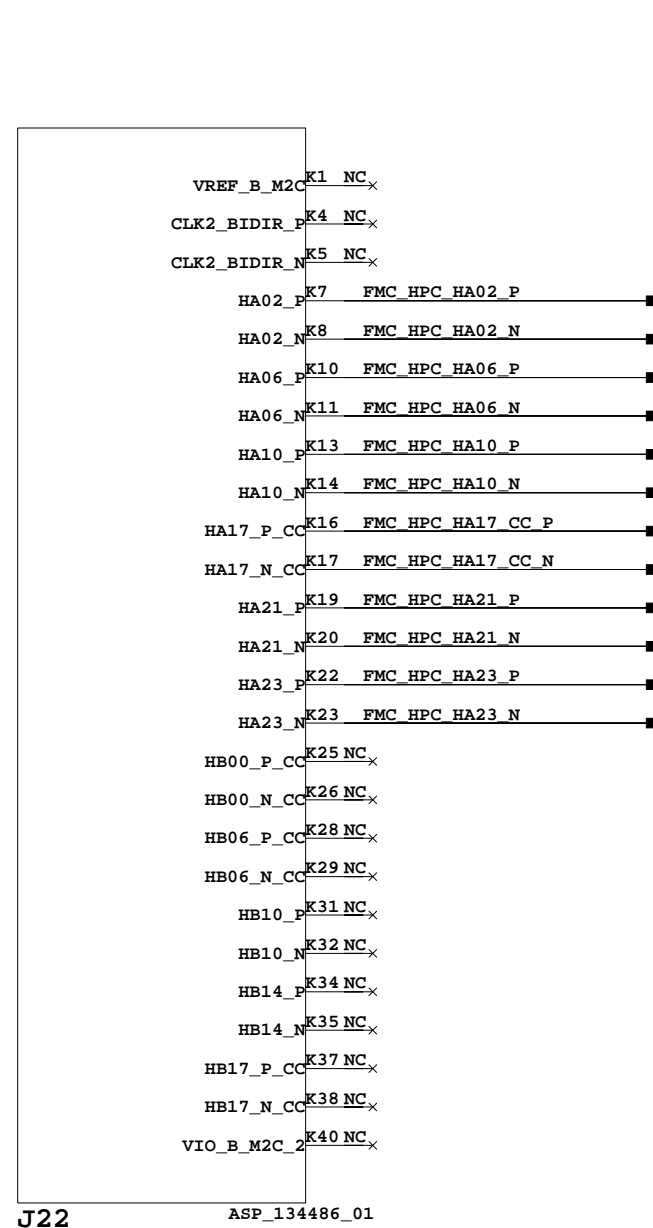 VREF_B_M2C K1 NC
CLK2_BIDIR_P K4 NC
CLK2_BIDIR_N K5 NC
HA02_P K7 FMC_HPC_HA02_P
HA02_N K8 FMC_HPC_HA02_N
HA06_P K10 FMC_HPC_HA06_P
HA06_N K11 FMC_HPC_HA06_N
HA10_P K13 FMC_HPC_HA10_P
HA10_N K14 FMC_HPC_HA10_N
HA17_P_CC K16 FMC_HPC_HA17_CC_P
HA17_N_CC K17 FMC_HPC_HA17_CC_N
HA21_P K19 FMC_HPC_HA21_P
HA21_N K20 FMC_HPC_HA21_N
HA23_P K22 FMC_HPC_HA23_P
HA23_N K23 FMC_HPC_HA23_N
HB00_P_CC K25 NC
HB00_N_CC K26 NC
HB06_P_CC K28 NC
HB06_N_CC K29 NC
HB10_P K31 NC
HB10_N K32 NC
HB14_P K34 NC
HB14_N K35 NC
HB17_P_CC K37 NC
HB17_N_CC K38 NC
VIO_B_M2C_2 K40 NC
J22 ASP_134486_01